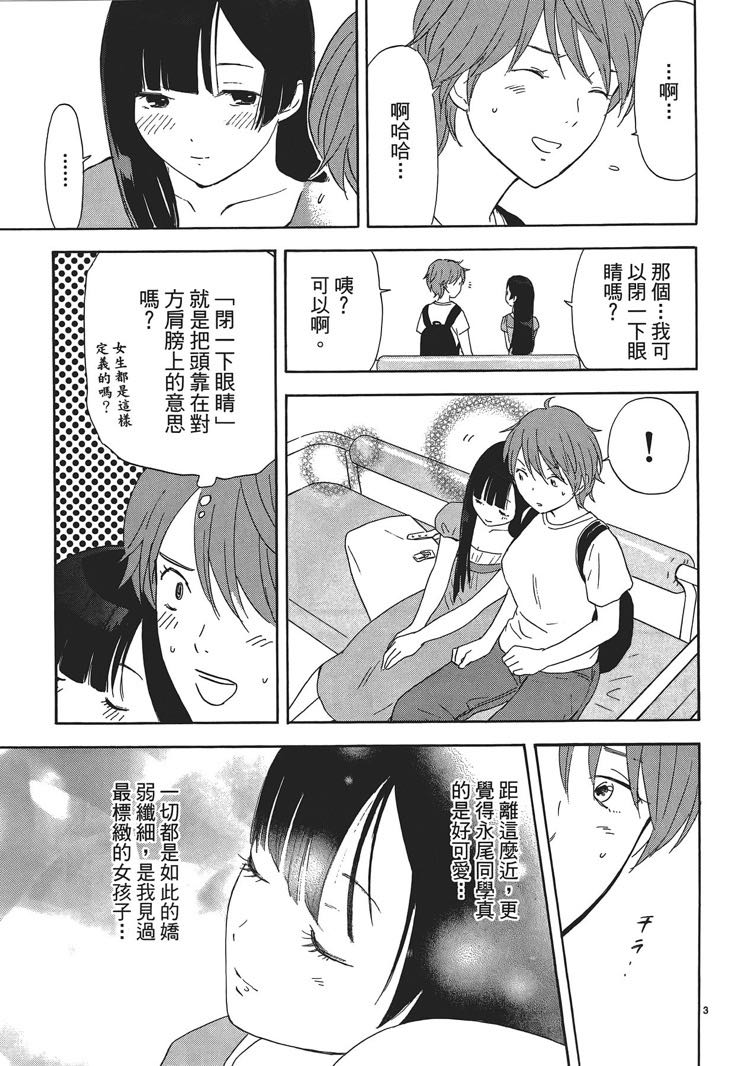 …啊…
啊哈哈…
……
那個…我可
以閉一下眼
睛嗎？
咦？
可以啊。
！
「閉一下眼睛」
就是把頭靠在對
方肩膀上的意思
嗎？
女生都是這樣
定義的嗎？
チラ…
距離這麼近，更
覺得永尾同學真
的是好可愛…
一切都是如此的嬌
弱纖細，是我見過
最標緻的女孩子…
3